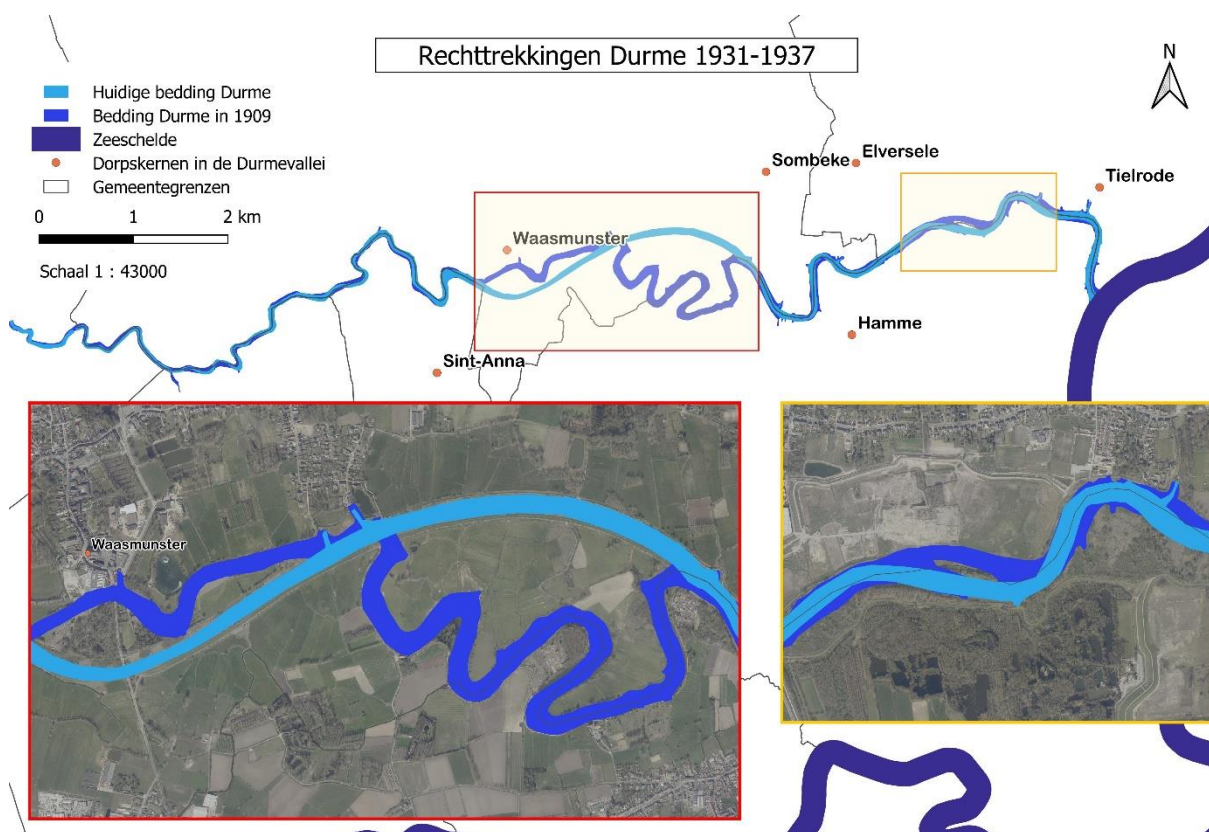 Rechttrekkingen Durme 1931-1937
N
Huidige bedding Durme
Bedding Durme in 1909
Zeeschelde
Dorpskernen in de Durmevallei
Gemeentegrenzen
0 1 2 km
Schaal 1 : 43000
Sombeke
Elversele
Tielrode
Waasmunster
Hamme
Sint-Anna
Waasmunster